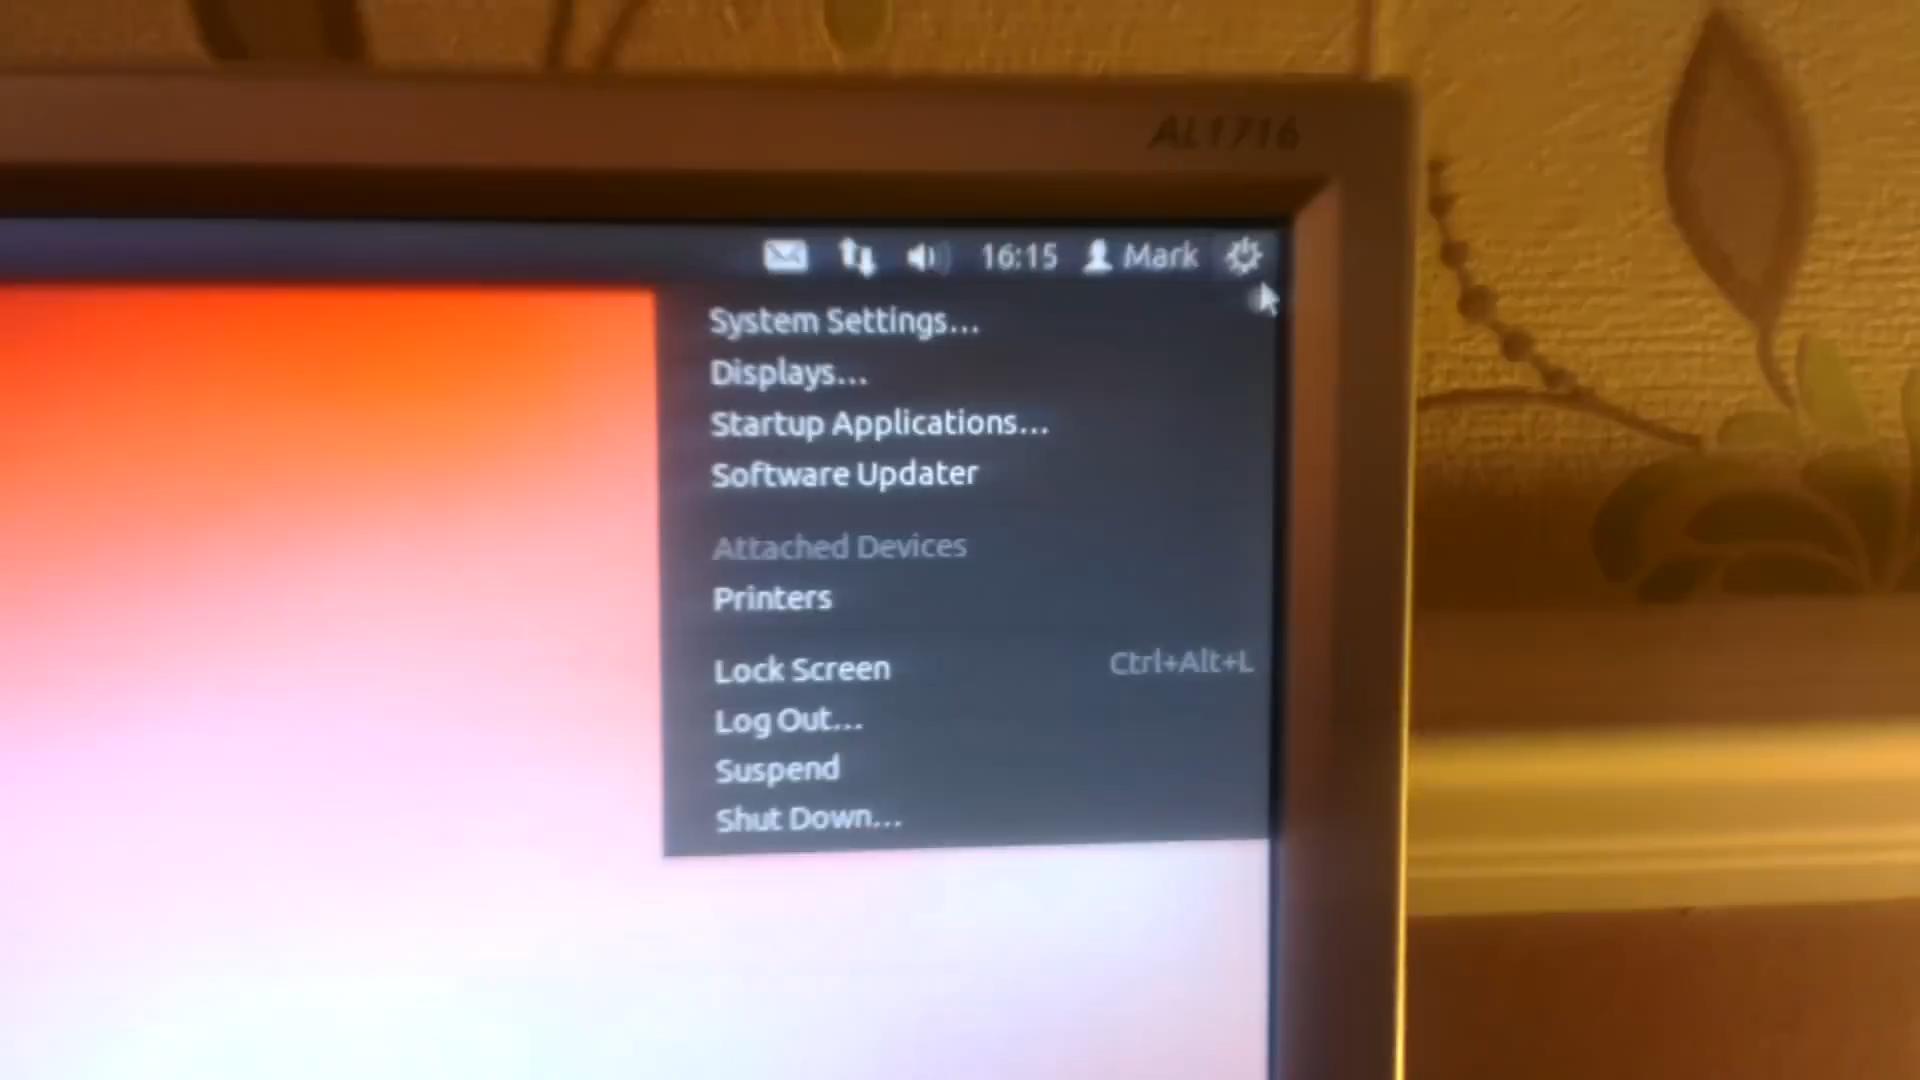 AL1716
16:15 Mark
System Settings...
Displays...
Startup Applications...
Software Updater
Attached Devices
Printers
Lock Screen Ctrl+Alt+L
Log Out...
Suspend
Shut Down...